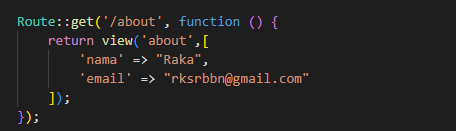 Route::get('/about', function () {
    return view('about',[
        'nama' => "Raka",
        'email' => "rksrbbn@gmail.com"
    ]);
});